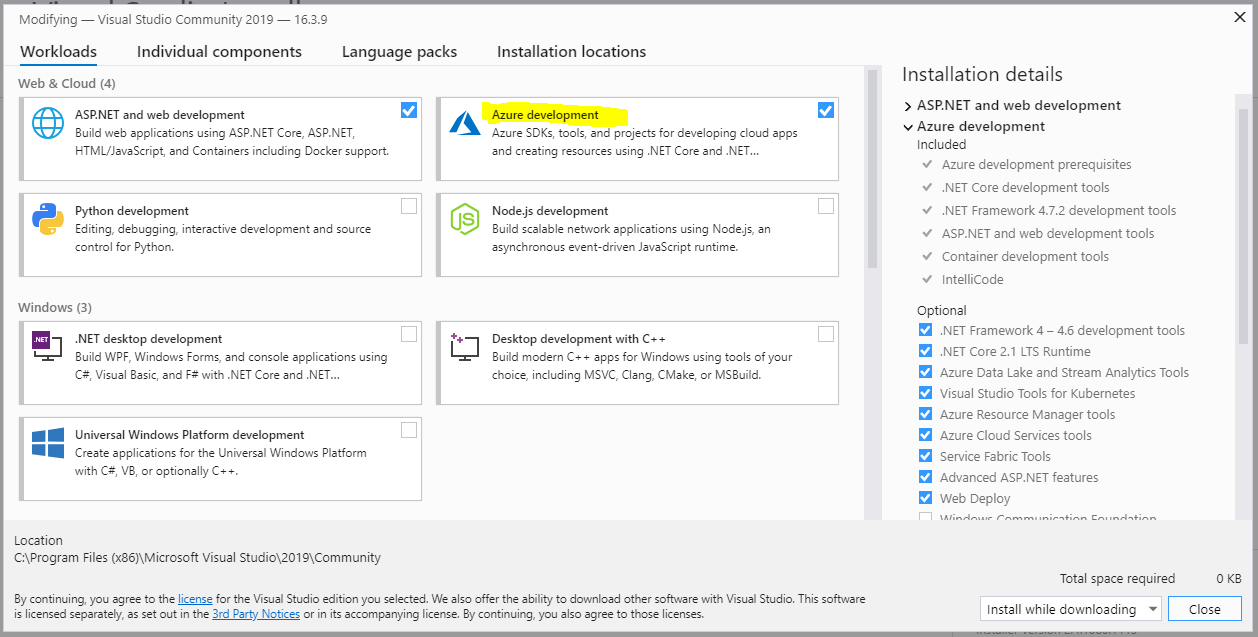 Modifying — Visual Studio Community 2019 — 16.3.9
Workloads
Individual components
Language packs
Installation locations
Web & Cloud (4)
ASP.NET and web development
Build web applications using ASP.NET Core, ASP.NET,
HTML/JavaScript, and Containers including Docker support.
Azure development
Azure SDKs, tools, and projects for developing cloud apps
and creating resources using .NET Core and .NET...
Python development
Editing, debugging, interactive development and source
control for Python.
JS
Node.js development
Build scalable network applications using Node.js, an
asynchronous event-driven JavaScript runtime.
Windows (3)
.NET
.NET desktop development
Build WPF, Windows Forms, and console applications using
C#, Visual Basic, and F# with .NET Core and .NET...
Desktop development with C++
Build modern C++ apps for Windows using tools of your
choice, including MSVC, Clang, CMake, or MSBuild.
Universal Windows Platform development
Create applications for the Universal Windows Platform
with C#, VB, or optionally C++.
Installation details
ASP.NET and web development
Azure development
Included
Azure development prerequisites
.NET Core development tools
.NET Framework 4.7.2 development tools
ASP.NET and web development tools
Container development tools
IntelliCode
Optional
.NET Framework 4 – 4.6 development tools
.NET Core 2.1 LTS Runtime
Azure Data Lake and Stream Analytics Tools
Visual Studio Tools for Kubernetes
Azure Resource Manager tools
Azure Cloud Services tools
Service Fabric Tools
Advanced ASP.NET features
Web Deploy
Windows Communication Foundation
Location
C:\Program Files (x86)\Microsoft Visual Studio\2019\Community
Total space required 0 KB
By continuing, you agree to the license for the Visual Studio edition you selected. We also offer the ability to download other software with Visual Studio. This software
is licensed separately, as set out in the 3rd Party Notices or in its accompanying license. By continuing, you also agree to those licenses.
Install while downloading
Close